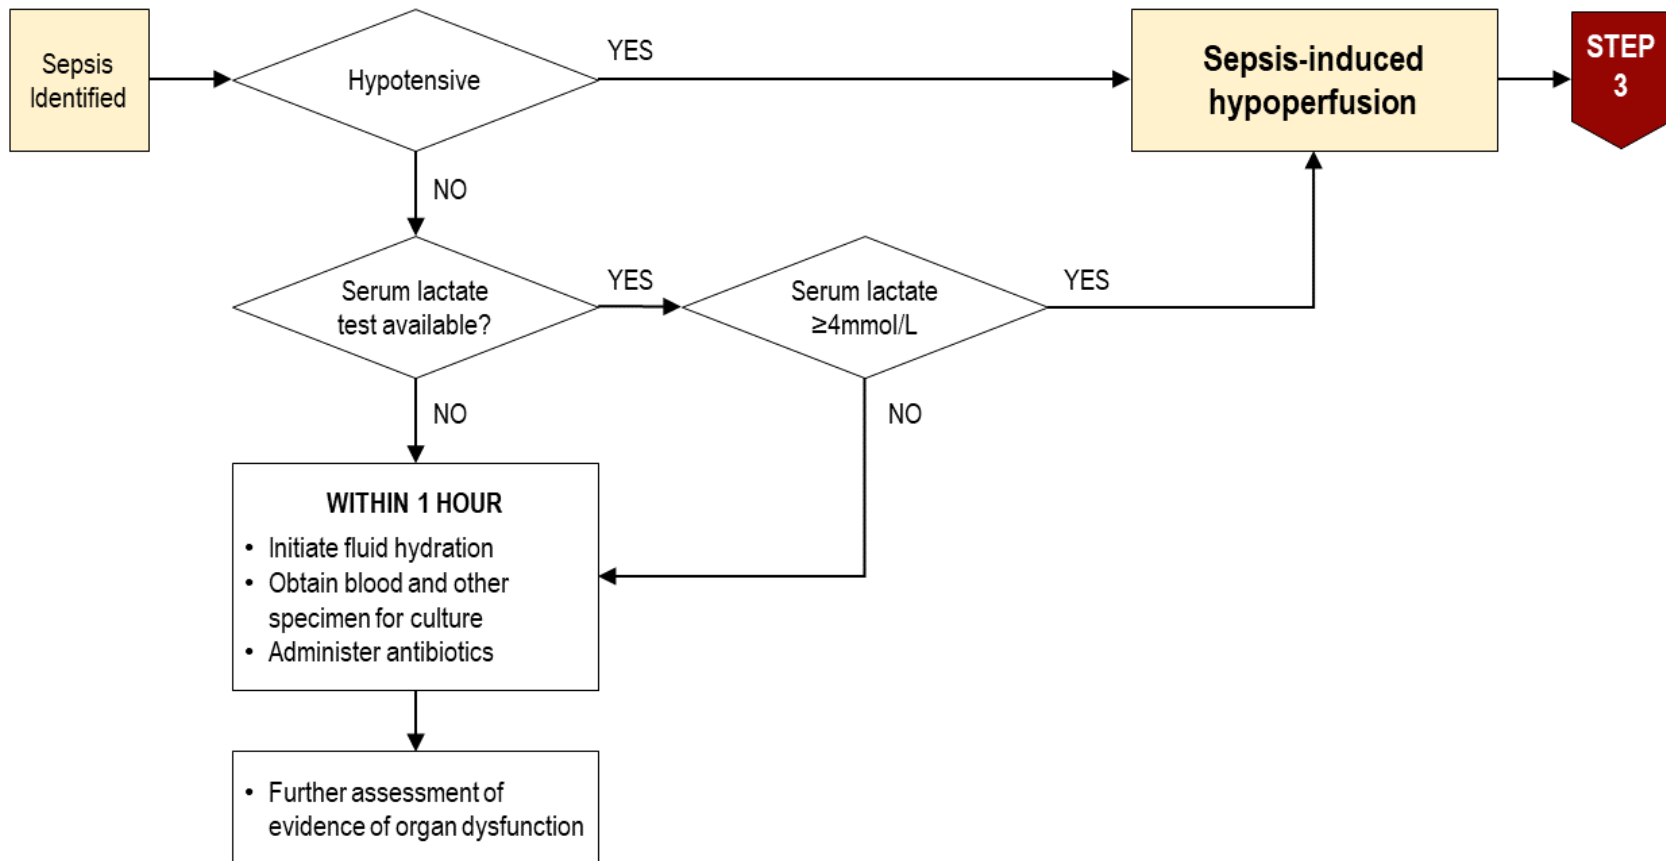 Sepsis
Identified
Hypotensive
YES
Sepsis-induced
hypoperfusion
STEP
3
NO
Serum lactate
test available?
YES
Serum lactate
≥4mmol/L
YES
NO
NO
WITHIN 1 HOUR
• Initiate fluid hydration
• Obtain blood and other
specimen for culture
• Administer antibiotics
• Further assessment of
evidence of organ dysfunction